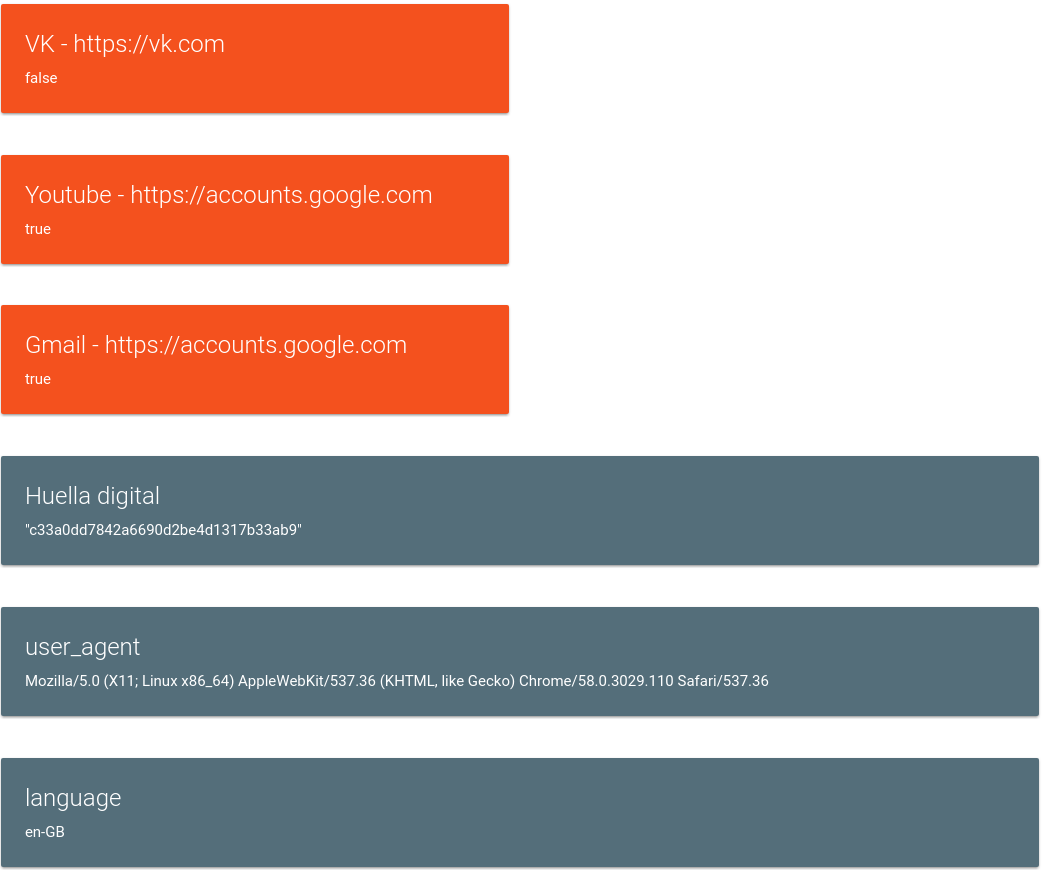 VK - https://vk.com
false
Youtube - https://accounts.google.com
true
Gmail - https://accounts.google.com
true
Huella digital
"c33a0dd7842a6690d2be4d1317b33ab9"
user_agent
Mozilla/5.0 (X11; Linux x86_64) AppleWebKit/537.36 (KHTML, like Gecko) Chrome/58.0.3029.110 Safari/537.36
language
en-GB